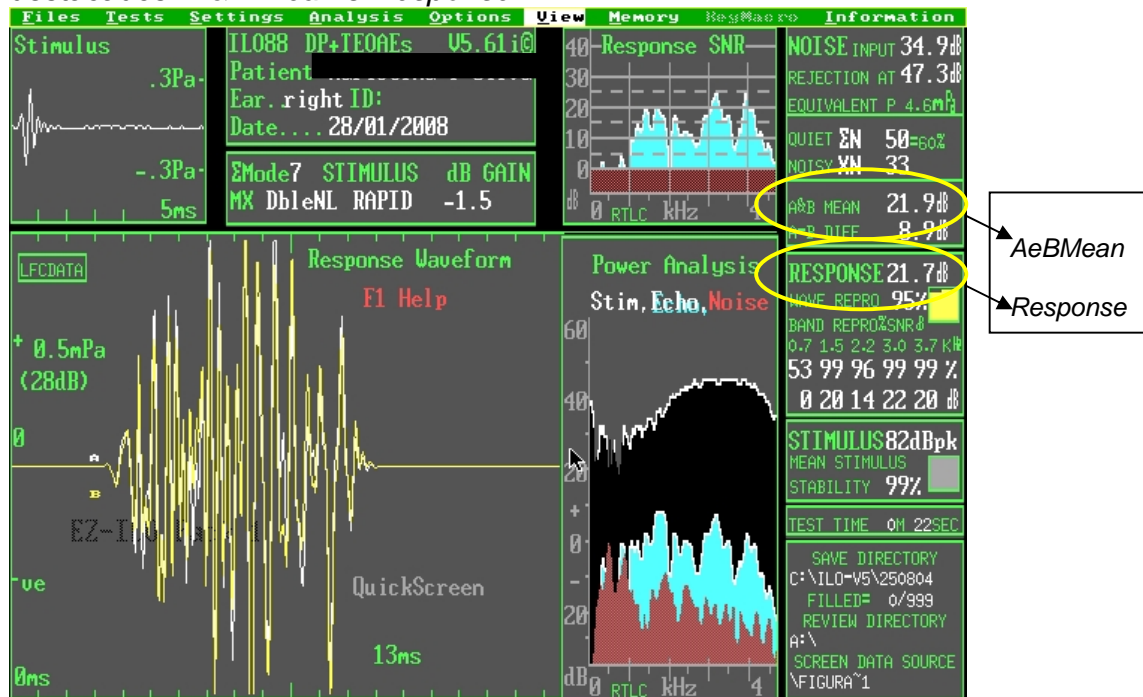 Files Tests Settings Analysis Options View Memory Information
Stimulus
.3Pa
-.3Pa
5ms
ILO88 DP+TEOAEs V5.61i©
Patient
Ear..right ID:
Date.... 28/01/2008
ΣMode7 STIMULUS dB GAIN
MX DbleNL RAPID -1.5
Response SNR
40
30
20
10
0
dB
0 RTLC kHz 4
NOISE INPUT 34.9dB
REJECTION AT 47.3dB
EQUIVALENT P 4.6mPa
QUIET ΣN 50=60%
NOISY XN 33
A&B MEAN 21.9dB
A-B DIFF 8.9dB
RESPONSE 21.7dB
WAVE REPRO 95%
BAND REPRO%SNRdB
0.7 1.5 2.2 3.0 3.7 KHz
53 99 96 99 99 %
0 20 14 22 20 dB
STIMULUS 82dBpk
MEAN STIMULUS
STABILITY 99%
TEST TIME 0M 22SEC
SAVE DIRECTORY
C:\ILO-V5\250804
FILLED= 0/999
REVIEW DIRECTORY
A:\
SCREEN DATA SOURCE
\FIGURA~1
AeBMean
Response
LFCDATA
Response Waveform
F1 Help
+ 0.5mPa
(28dB)
0
A
B
-ve
QuickScreen
13ms
0ms
Power Analysis
Stim, Echo, Noise
60
40
20
+
0
-
20
dB
0 RTLC kHz 4